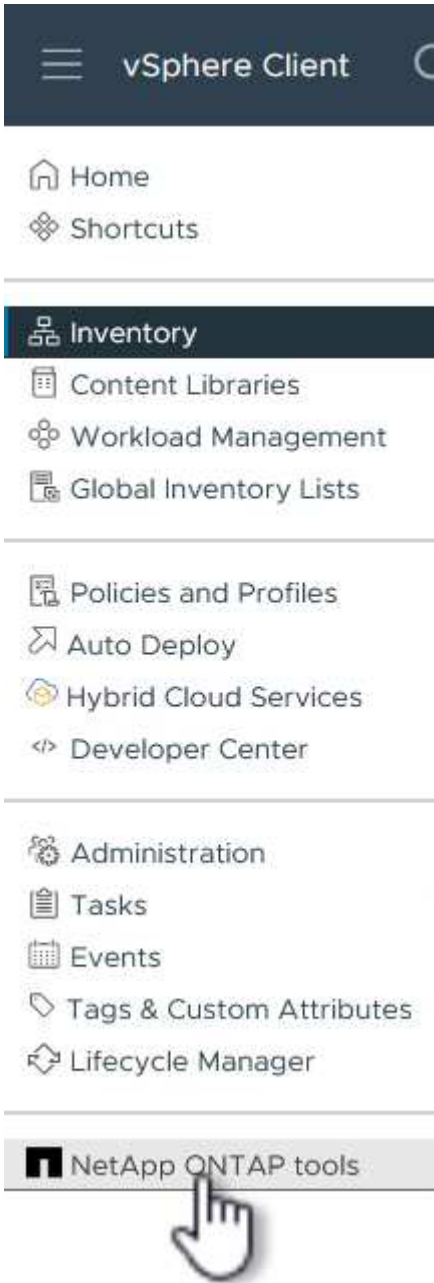 vSphere Client
Home
Shortcuts
Inventory
Content Libraries
Workload Management
Global Inventory Lists
Policies and Profiles
Auto Deploy
Hybrid Cloud Services
Developer Center
Administration
Tasks
Events
Tags & Custom Attributes
Lifecycle Manager
NetApp ONTAP tools